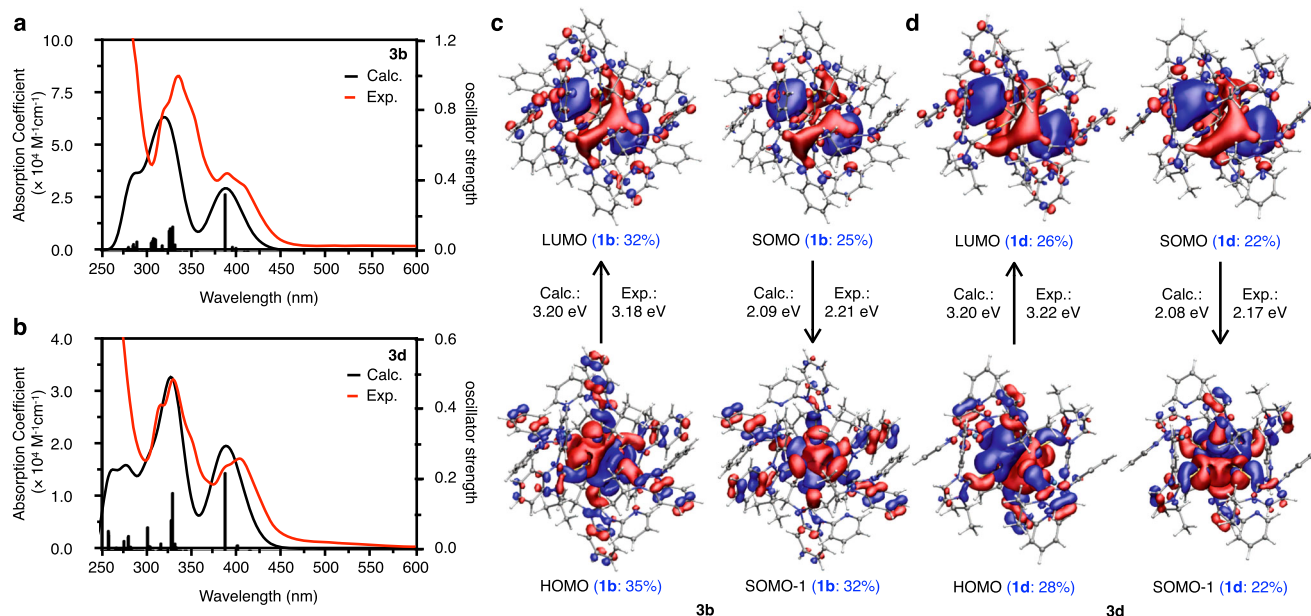 a
3b
Calc.
Exp.
10.0
7.5
5.0
2.5
0.0
1.2
1.0
0.8
0.6
0.4
0.2
0.0
250 300 350 400 450 500 550 600
Absorption Coefficient
(× 10⁴ M⁻¹cm⁻¹)
oscillator strength
Wavelength (nm)
b
3d
Calc.
Exp.
4.0
3.0
2.0
1.0
0.0
0.6
0.4
0.2
0.0
250 300 350 400 450 500 550 600
Absorption Coefficient
(× 10⁴ M⁻¹cm⁻¹)
oscillator strength
Wavelength (nm)
c
LUMO (1b: 32%)
SOMO (1b: 25%)
Calc.:
3.20 eV
Exp.:
3.18 eV
Calc.:
2.09 eV
Exp.:
2.21 eV
HOMO (1b: 35%)
SOMO-1 (1b: 32%)
3b
d
LUMO (1d: 26%)
SOMO (1d: 22%)
Calc.:
3.20 eV
Exp.:
3.22 eV
Calc.:
2.08 eV
Exp.:
2.17 eV
HOMO (1d: 28%)
SOMO-1 (1d: 22%)
3d